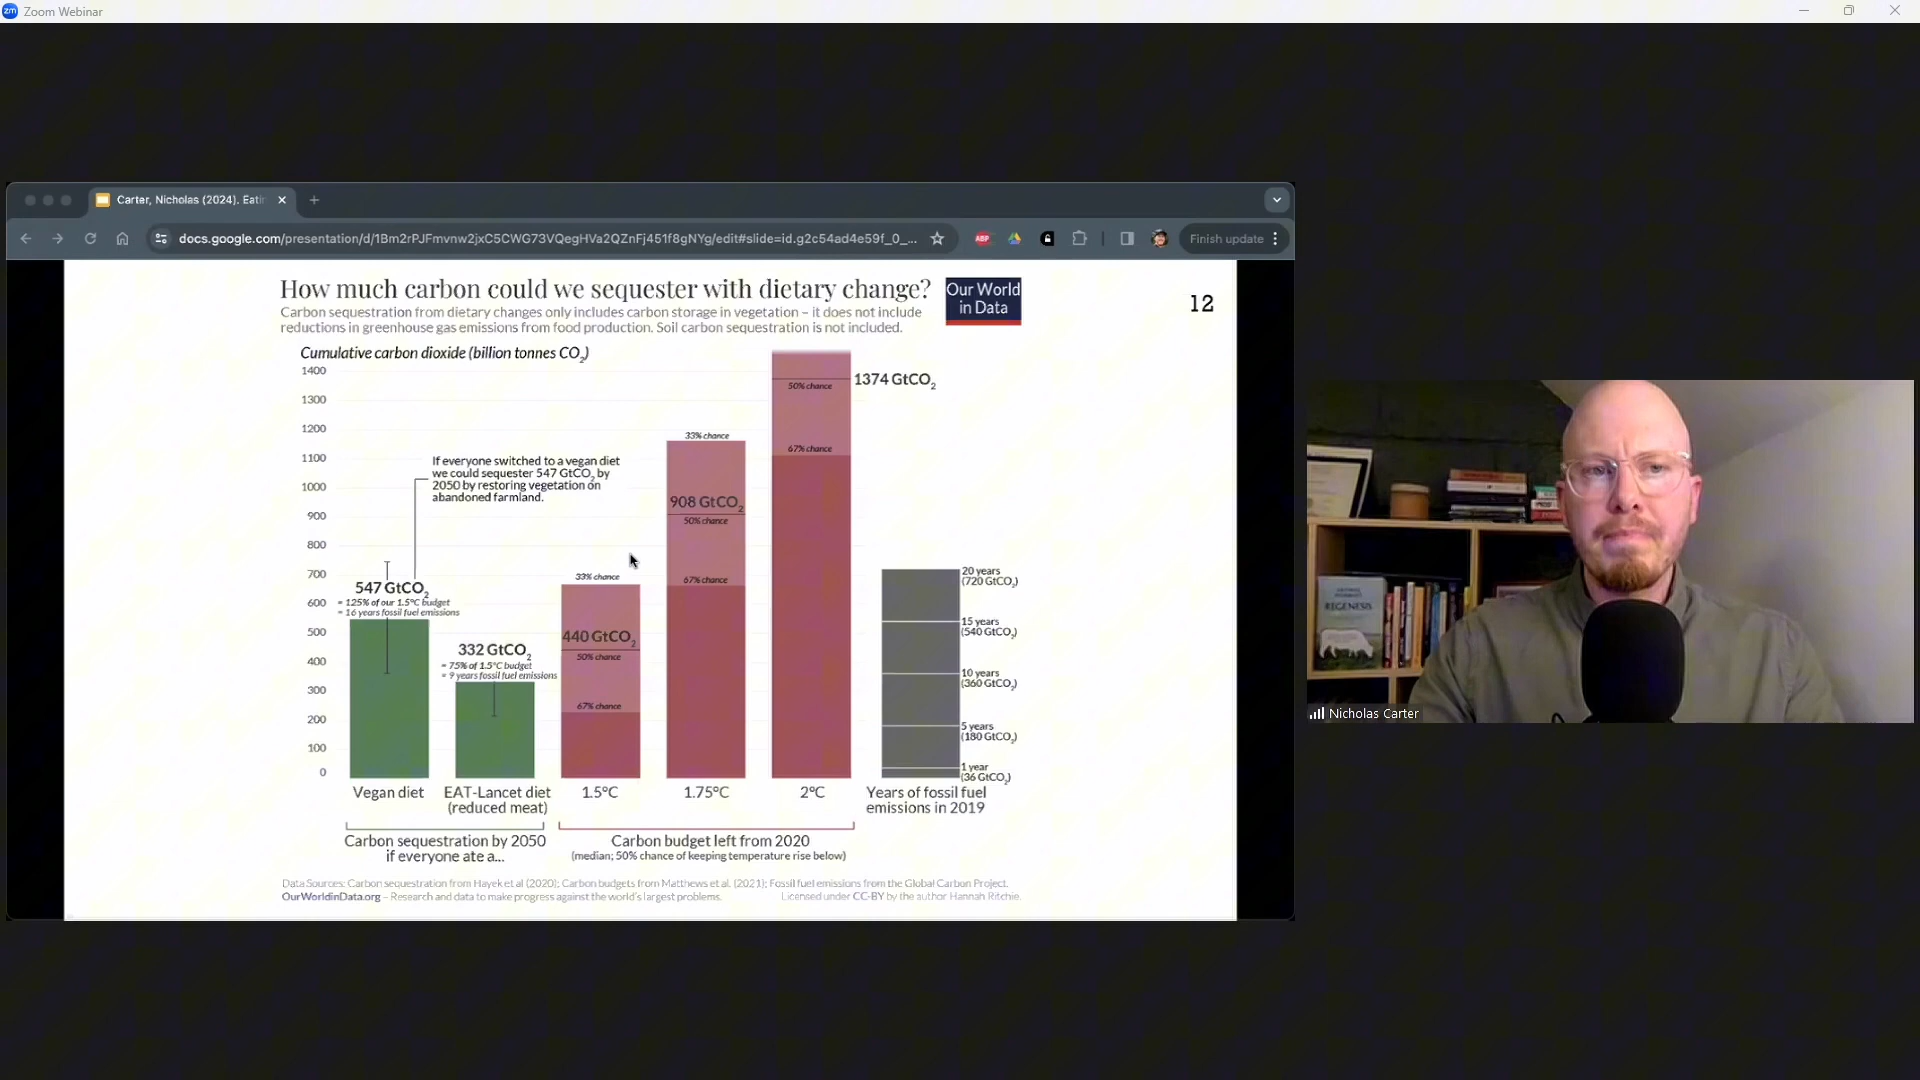 Zoom Webinar
Carter, Nicholas (2024). Eatin
docs.google.com/presentation/d/1Bm2rPJFmvnw2jxC5CWG73VQegHVa2QZnFj451f8gNYg/edit#slide=id.g2c54ad4e59f_0_...
ABP
Finish update
How much carbon could we sequester with dietary change?
Our World
in Data
12
Carbon sequestration from dietary changes only includes carbon storage in vegetation – it does not include
reductions in greenhouse gas emissions from food production. Soil carbon sequestration is not included.
Cumulative carbon dioxide (billion tonnes CO₂)
1400
1300
1200
1100
1000
900
800
700
600
500
400
300
200
100
0
If everyone switched to a vegan diet
we could sequester 547 GtCO₂ by
2050 by restoring vegetation on
abandoned farmland.
547 GtCO₂
= 125% of our 1.5°C budget
= 16 years fossil fuel emissions
332 GtCO₂
= 75% of 1.5°C budget
= 9 years fossil fuel emissions
33% chance
440 GtCO₂
50% chance
67% chance
33% chance
908 GtCO₂
50% chance
67% chance
1374 GtCO₂
50% chance
67% chance
20 years
(720 GtCO₂)
15 years
(540 GtCO₂)
10 years
(360 GtCO₂)
5 years
(180 GtCO₂)
1 year
(36 GtCO₂)
Vegan diet
EAT-Lancet diet
(reduced meat)
1.5°C
1.75°C
2°C
Years of fossil fuel
emissions in 2019
Carbon sequestration by 2050
if everyone ate a...
Carbon budget left from 2020
(median; 50% chance of keeping temperature rise below)
Data Sources: Carbon sequestration from Hayek et al (2020); Carbon budgets from Matthews et al. (2021); Fossil fuel emissions from the Global Carbon Project.
OurWorldinData.org – Research and data to make progress against the world's largest problems.
Licensed under CC-BY by the author Hannah Ritchie.
REGENESIS
Nicholas Carter